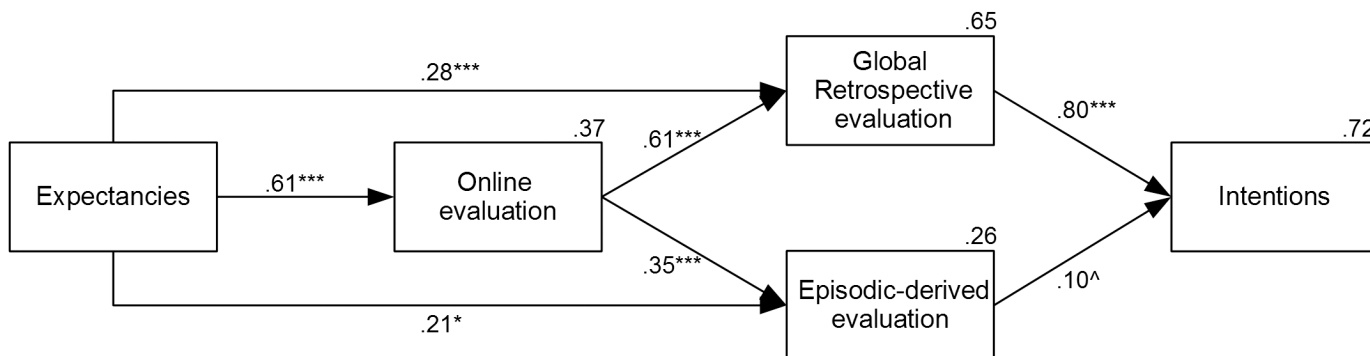 .65
Global
Retrospective
evaluation
.28***
.37
.61***
.80***
.72
Expectancies
.61***
Online
evaluation
Intentions
.26
.35***
Episodic-derived
evaluation
.10^
.21*